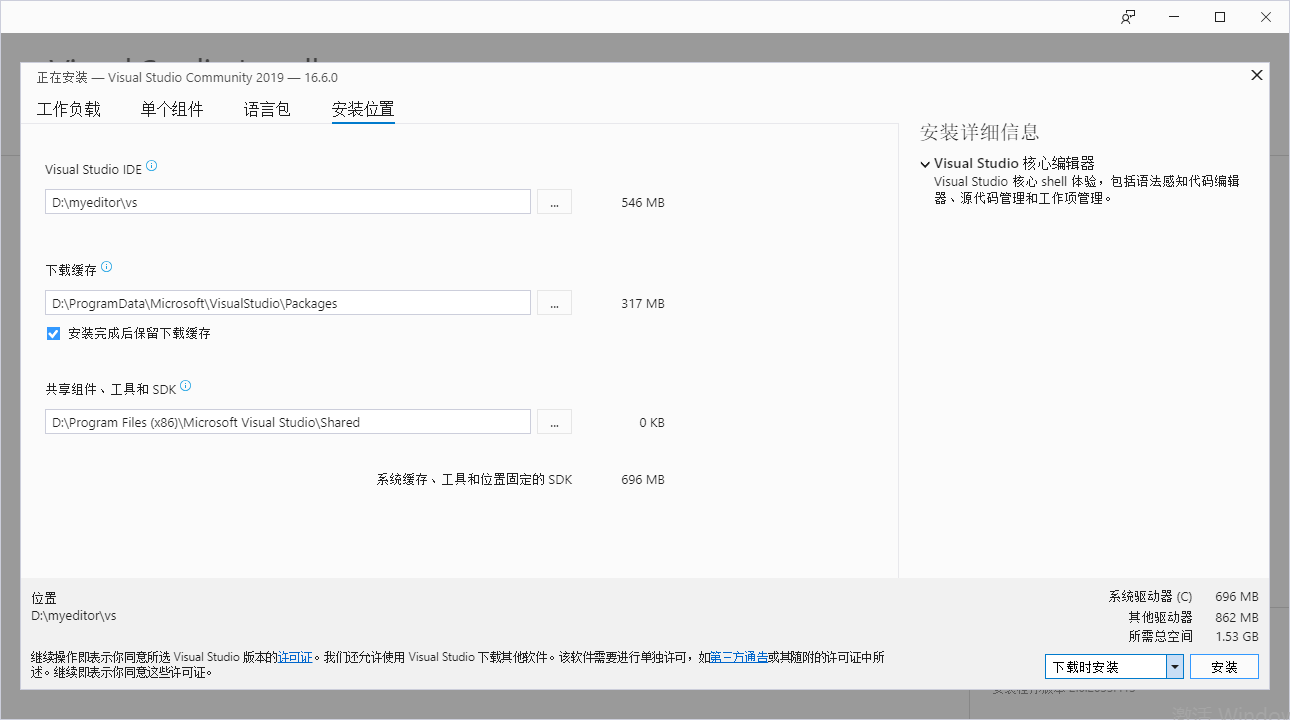 正在安装 — Visual Studio Community 2019 — 16.6.0
工作负载 单个组件 语言包 安装位置
Visual Studio IDE
D:\myeditor\vs ... 546 MB
下载缓存
D:\ProgramData\Microsoft\VisualStudio\Packages ... 317 MB
安装完成后保留下载缓存
共享组件、工具和 SDK
D:\Program Files (x86)\Microsoft Visual Studio\Shared ... 0 KB
系统缓存、工具和位置固定的 SDK 696 MB
安装详细信息
Visual Studio 核心编辑器
Visual Studio 核心 shell 体验，包括语法感知代码编辑
器、源代码管理和工作项管理。
位置
D:\myeditor\vs
系统驱动器 (C) 696 MB
其他驱动器 862 MB
所需总空间 1.53 GB
继续操作即表示你同意所选 Visual Studio 版本的许可证。我们还允许使用 Visual Studio 下载其他软件。该软件需要进行单独许可，如第三方通告或其随附的许可证中所
述。继续即表示你同意这些许可证。
下载时安装 安装
激活 Window